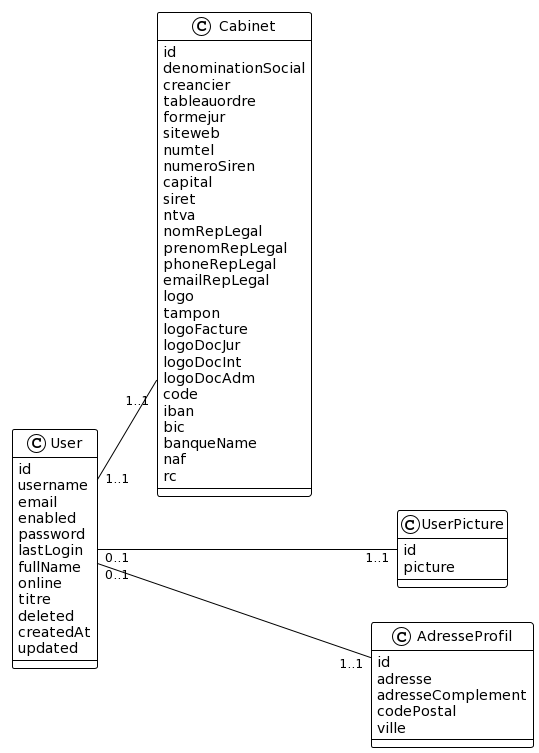 C Cabinet
id
denominationSocial
creancier
tableauordre
formejur
siteweb
numtel
numeroSiren
capital
siret
ntva
nomRepLegal
prenomRepLegal
phoneRepLegal
emailRepLegal
logo
tampon
logoFacture
logoDocJur
logoDocInt
logoDocAdm
code
iban
bic
banqueName
naf
rc
1..1
1..1
C User
id
username
email
enabled
password
lastLogin
fullName
online
titre
deleted
createdAt
updated
0..1
1..1
0..1
1..1
C UserPicture
id
picture
C AdresseProfil
id
adresse
adresseComplement
codePostal
ville